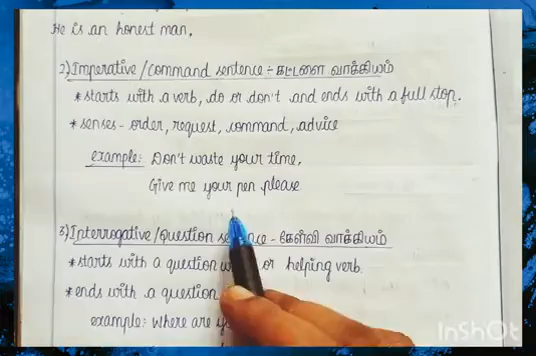 He is an honest man,
2) Imperative/Command sentence :- கட்டளை வாக்கியம்
*starts with a verb, do or don't and ends with a full stop.
*senses - order, request, command, advice
example: Don't waste your time,
Give me your pen please
3) Interrogative/Question - கேள்வி வாக்கியம்
*starts with a question or helping verb.
*ends with a question
example: where are
InShOt